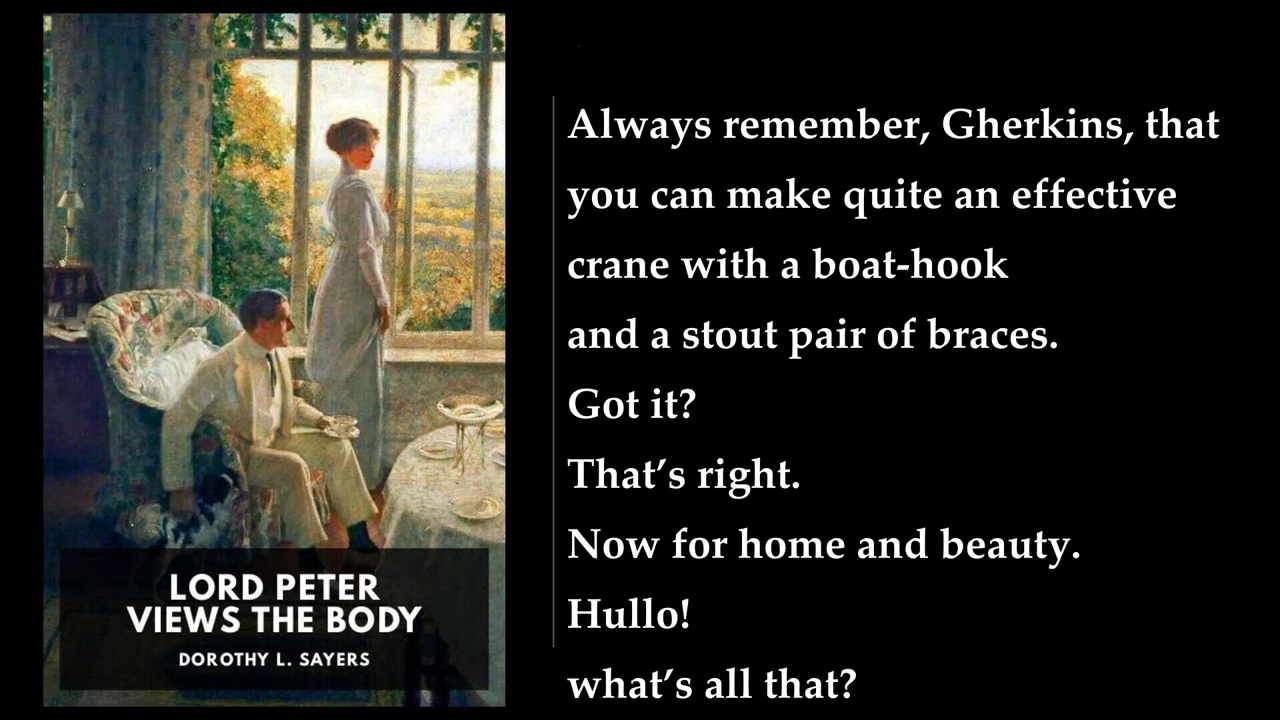 LORD PETER
VIEWS THE BODY
DOROTHY L. SAYERS
Always remember, Gherkins, that
you can make quite an effective
crane with a boat-hook
and a stout pair of braces.
Got it?
That’s right.
Now for home and beauty.
Hullo!
what’s all that?